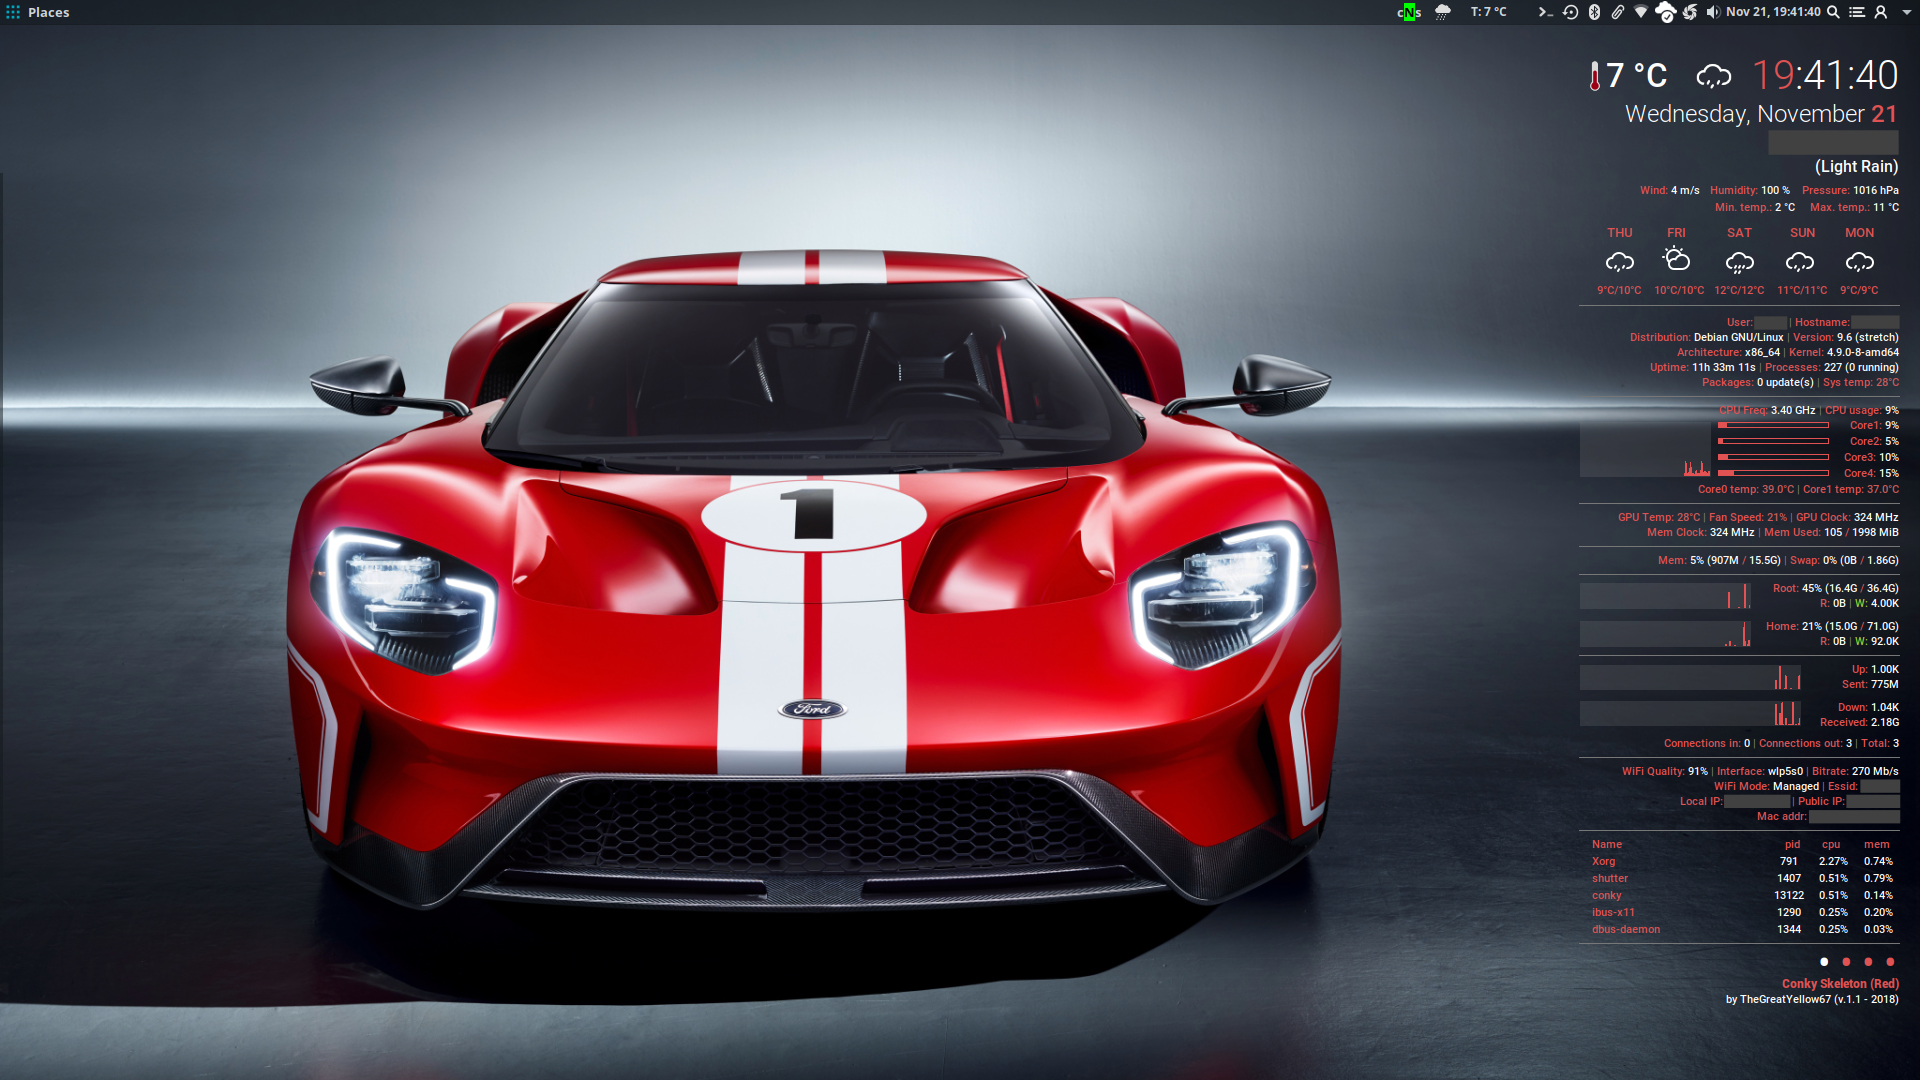 Places
cNs T: 7 °C Nov 21, 19:41:40
7 °C 19:41:40
Wednesday, November 21
(Light Rain)
Wind: 4 m/s Humidity: 100 % Pressure: 1016 hPa
Min. temp.: 2 °C Max. temp.: 11 °C
THU FRI SAT SUN MON
9°C/10°C 10°C/10°C 12°C/12°C 11°C/11°C 9°C/9°C
User: | Hostname:
Distribution: Debian GNU/Linux | Version: 9.6 (stretch)
Architecture: x86_64 | Kernel: 4.9.0-8-amd64
Uptime: 11h 33m 11s | Processes: 227 (0 running)
Packages: 0 update(s) | Sys temp: 28°C
CPU Freq: 3.40 GHz | CPU usage: 9%
Core1: 9%
Core2: 5%
Core3: 10%
Core4: 15%
Core0 temp: 39.0°C | Core1 temp: 37.0°C
GPU Temp: 28°C | Fan Speed: 21% | GPU Clock: 324 MHz
Mem Clock: 324 MHz | Mem Used: 105 / 1998 MiB
Mem: 5% (907M / 15.5G) | Swap: 0% (0B / 1.86G)
Root: 45% (16.4G / 36.4G)
R: 0B | W: 4.00K
Home: 21% (15.0G / 71.0G)
R: 0B | W: 92.0K
Up: 1.00K
Sent: 775M
Down: 1.04K
Received: 2.18G
Connections in: 0 | Connections out: 3 | Total: 3
WiFi Quality: 91% | Interface: wlp5s0 | Bitrate: 270 Mb/s
WiFi Mode: Managed | Essid:
Local IP: | Public IP:
Mac addr:
Name pid cpu mem
Xorg 791 2.27% 0.74%
shutter 1407 0.51% 0.79%
conky 13122 0.51% 0.14%
ibus-x11 1290 0.25% 0.20%
dbus-daemon 1344 0.25% 0.03%
Conky Skeleton (Red)
by TheGreatYellow67 (v.1.1 - 2018)
1
Ford